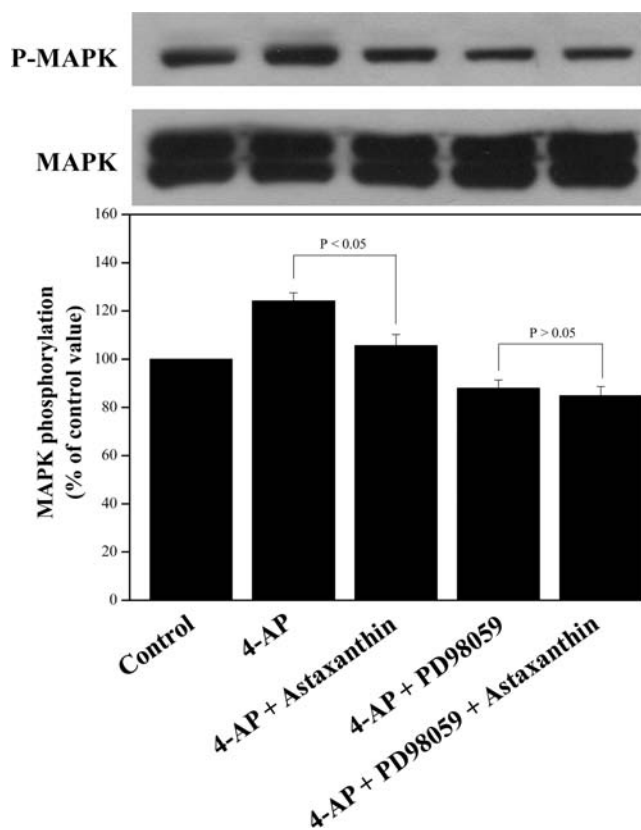 P-MAPK
MAPK
MAPK phosphorylation
(% of control value)
160
140
120
100
80
60
40
20
0
P < 0.05
P > 0.05
Control
4-AP
4-AP + Astaxanthin
4-AP + PD98059
4-AP + PD98059 + Astaxanthin